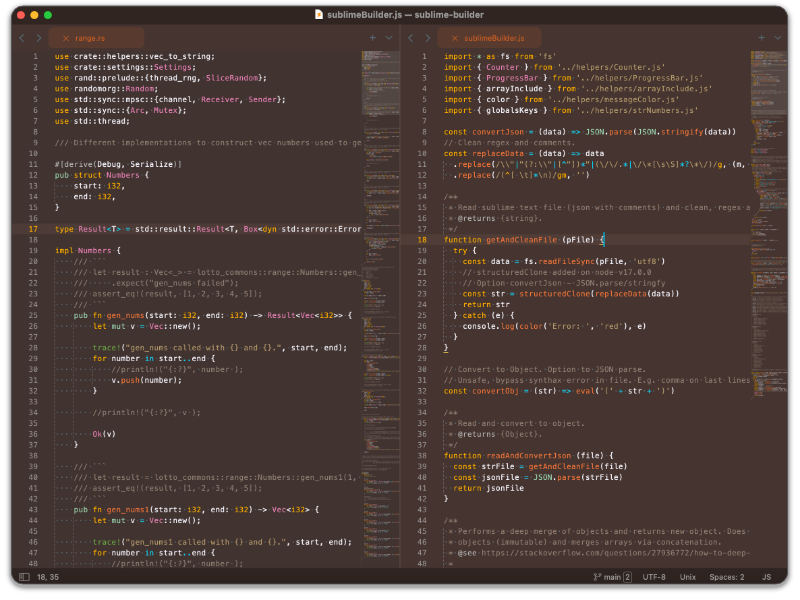 sublimeBuilder.js — sublime-builder
range.rs
1 use crate::helpers::vec_to_string;
2 use crate::settings::Settings;
3 use rand::prelude::{thread_rng, SliceRandom};
4 use randomorg::Random;
5 use std::sync::mpsc::{channel, Receiver, Sender};
6 use std::sync::{Arc, Mutex};
7 use std::thread;
8
9 /// Different implementations to construct vec numbers used to ge
10
11 #[derive(Debug, Serialize)]
12 pub struct Numbers {
13 start: i32,
14 end: i32,
15 }
16
17 type Result<T> = std::result::Result<T, Box<dyn std::error::Error
18
19 impl Numbers {
20 /// ```
21 /// let result : Vec<_> = lotto_commons::range::Numbers::gen_
22 /// .expect("gen_nums failed");
23 /// assert_eq!(result, [1, 2, 3, 4, 5]);
24 /// ```
25 pub fn gen_nums(start: i32, end: i32) -> Result<Vec<i32>> {
26 let mut v = Vec::new();
27
28 trace!("gen_nums called with {} and {}.", start, end);
29 for number in start..end {
30 //println!("{:?}", number );
31 v.push(number);
32 }
33
34 //println!("{:?}", v );
35
36 Ok(v)
37 }
38
39 /// ```
40 /// let result = lotto_commons::range::Numbers::gen_nums1(1,
41 /// assert_eq!(result, [1, 2, 3, 4, 5]);
42 /// ```
43 pub fn gen_nums1(start: i32, end: i32) -> Vec<i32> {
44 let mut v = Vec::new();
45
46 trace!("gen_nums1 called with {} and {}.", start, end);
47 for number in start..end {
48 //println!("{:?}", number );
sublimeBuilder.js
1 import * as fs from 'fs'
2 import { Counter } from '../helpers/Counter.js'
3 import { ProgressBar } from '../helpers/ProgressBar.js'
4 import { arrayInclude } from '../helpers/arrayInclude.js'
5 import { color } from '../helpers/messageColor.js'
6 import { globalsKeys } from '../helpers/strNumbers.js'
7
8 const convertJson = (data) => JSON.parse(JSON.stringify(data))
9 // Clean regex and comments.
10 const replaceData = (data) => data
11 .replace(/\\"|"(?:\\"|[^"])*"|(\/\/.*|\/\*[\s\S]*?\*\/)/g, (m,
12 .replace(/(^[ \t]*\n)/gm, '')
13
14 /**
15 * Read sublime text file (json with comments) and clean, regex a
16 * @returns {string}.
17 */
18 function getAndCleanFile (pFile) {
19 try {
20 const data = fs.readFileSync(pFile, 'utf8')
21 // structuredClone added on node v17.0.0
22 // Option convertJson - JSON.parse/stringfy
23 const str = structuredClone(replaceData(data))
24 return str
25 } catch (e) {
26 console.log(color('Error: ', 'red'), e)
27 }
28 }
29
30 // Convert to Object. Option to JSON.parse.
31 // Unsafe, bypass synthax error in file. E.g. comma on last lines
32 const convertObj = (str) => eval('(' + str + ')')
33
34 /**
35 * Read and convert to object.
36 * @returns {Object}.
37 */
38 function readAndConvertJson (file) {
39 const strFile = getAndCleanFile(file)
40 const jsonFile = JSON.parse(strFile)
41 return jsonFile
42 }
43
44 /**
45 * Performs a deep merge of objects and returns new object. Does
46 * objects (immutable) and merges arrays via concatenation.
47 * @see https://stackoverflow.com/questions/27936772/how-to-deep-
48 *
18, 35
main 2 UTF-8 Unix Spaces: 2 JS